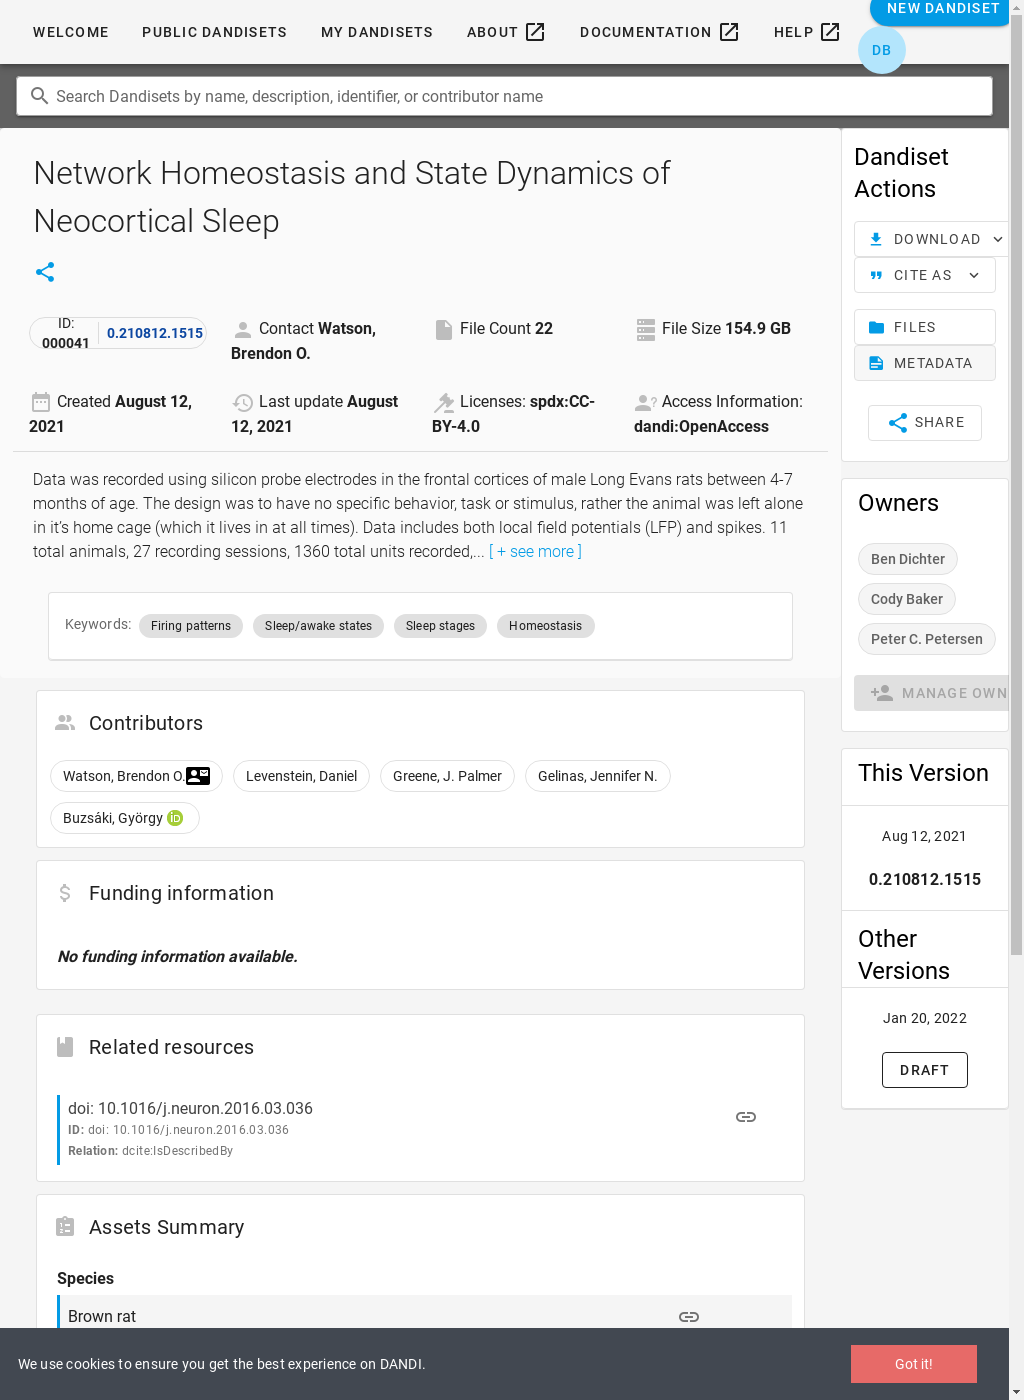 WELCOME PUBLIC DANDISETS MY DANDISETS ABOUT DOCUMENTATION HELP
NEW DANDISET
DB
Search Dandisets by name, description, identifier, or contributor name
Network Homeostasis and State Dynamics of
Neocortical Sleep
ID:
000041
0.210812.1515
Contact Watson,
Brendon O.
File Count 22
File Size 154.9 GB
Created August 12,
2021
Last update August
12, 2021
Licenses: spdx:CC-
BY-4.0
Access Information:
dandi:OpenAccess
Data was recorded using silicon probe electrodes in the frontal cortices of male Long Evans rats between 4-7
months of age. The design was to have no specific behavior, task or stimulus, rather the animal was left alone
in it’s home cage (which it lives in at all times). Data includes both local field potentials (LFP) and spikes. 11
total animals, 27 recording sessions, 1360 total units recorded,... [ + see more ]
Keywords: Firing patterns Sleep/awake states Sleep stages Homeostasis
Contributors
Watson, Brendon O. Levenstein, Daniel Greene, J. Palmer Gelinas, Jennifer N.
Buzsáki, György iD
Funding information
No funding information available.
Related resources
doi: 10.1016/j.neuron.2016.03.036
ID: doi: 10.1016/j.neuron.2016.03.036
Relation: dcite:IsDescribedBy
Assets Summary
Species
Brown rat
Dandiset
Actions
DOWNLOAD
CITE AS
FILES
METADATA
SHARE
Owners
Ben Dichter
Cody Baker
Peter C. Petersen
MANAGE OWN
This Version
Aug 12, 2021
0.210812.1515
Other
Versions
Jan 20, 2022
DRAFT
We use cookies to ensure you get the best experience on DANDI.
Got it!